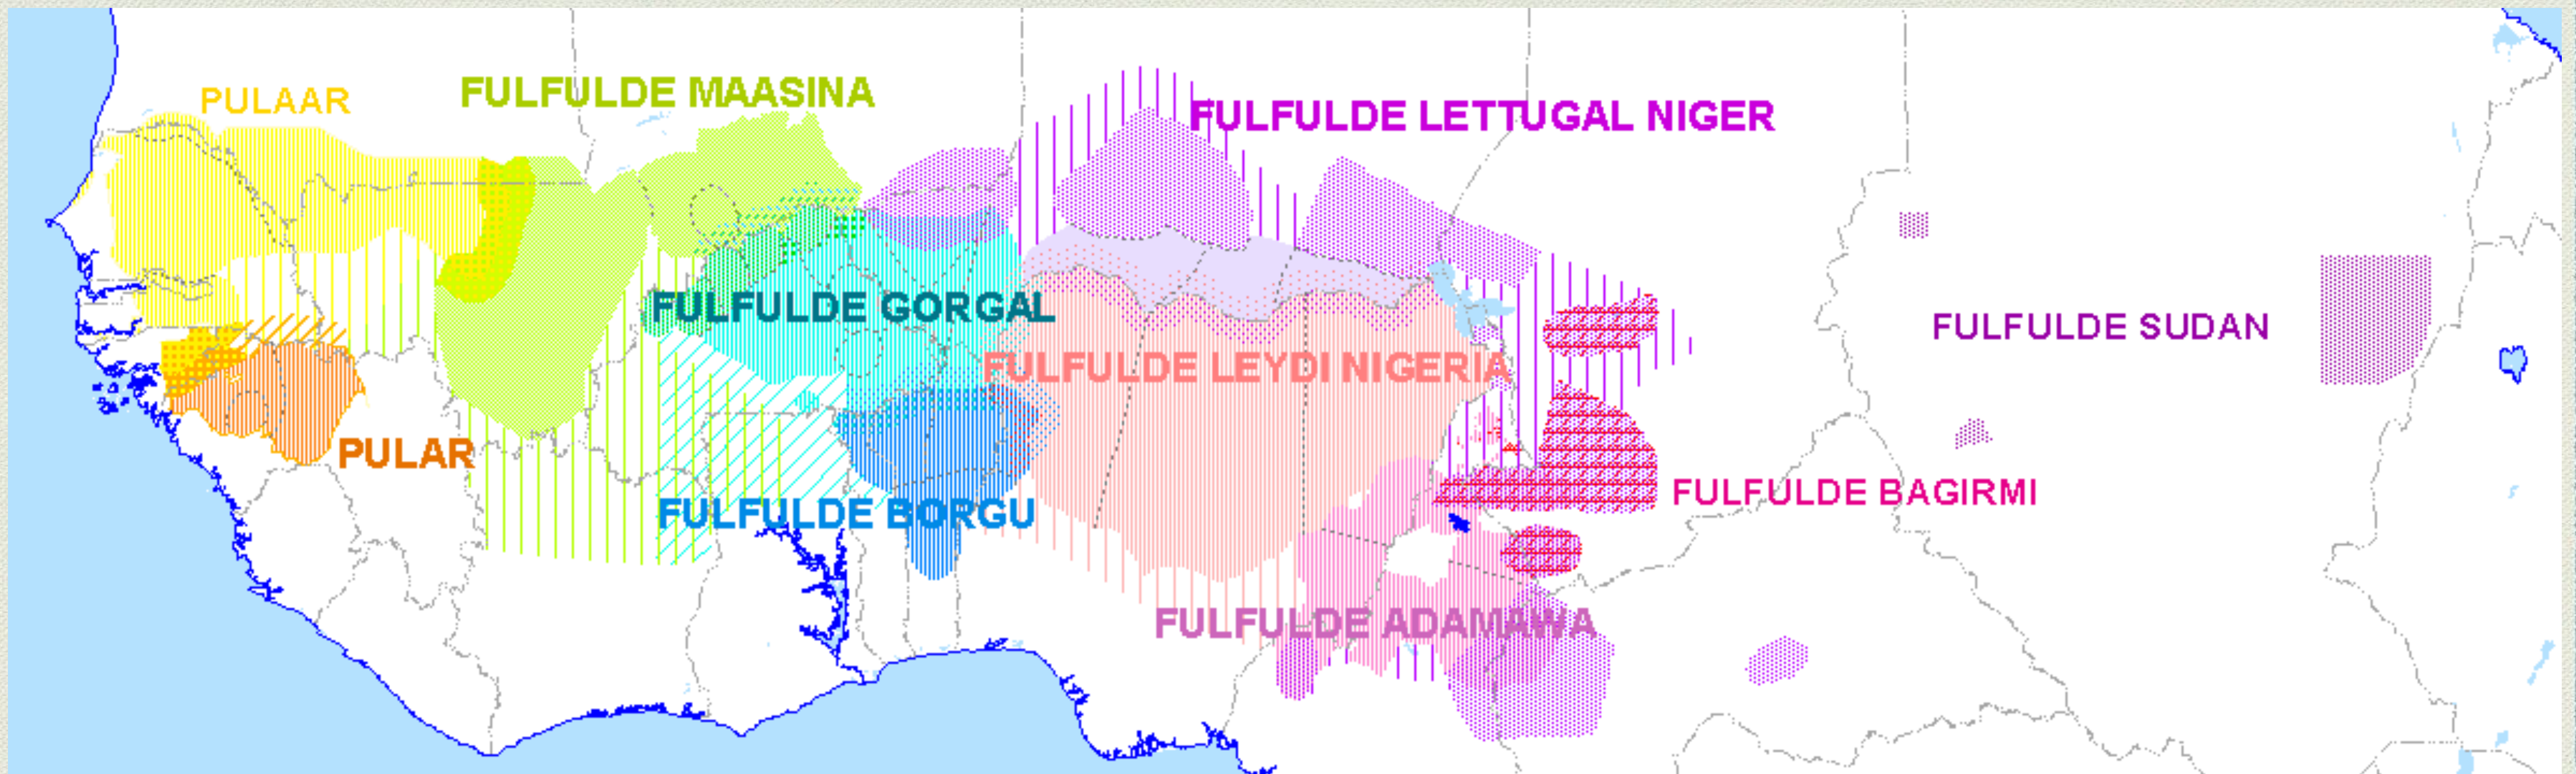 PULAAR
FULFULDE MAASINA
FULFULDE LETTUGAL NIGER
FULFULDE GORGAL
FULFULDE SUDAN
FULFULDE LEYDI NIGERIA
PULAR
FULFULDE BAGIRMI
FULFULDE BORGU
FULFULDE ADAMAWA